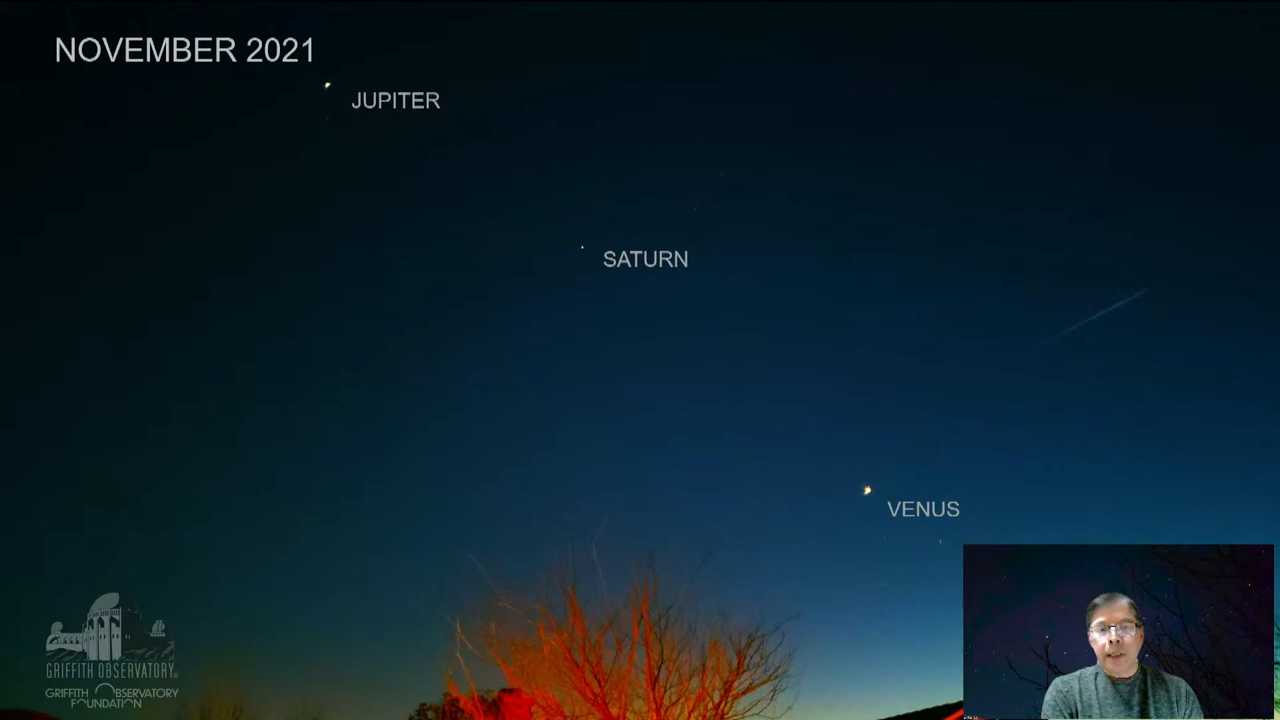 NOVEMBER 2021
JUPITER
SATURN
VENUS
GRIFFITH OBSERVATORY
GRIFFITH OBSERVATORY
FOUNDATION